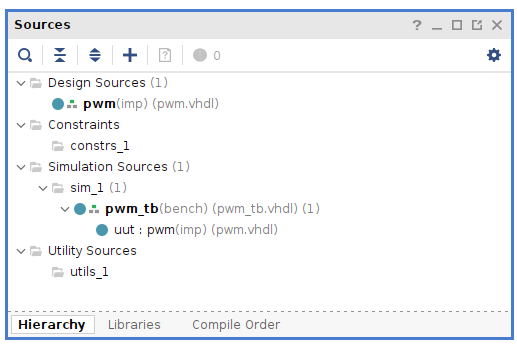 Sources
0
Design Sources (1)
pwm(imp) (pwm.vhdl)
Constraints
constrs_1
Simulation Sources (1)
sim_1 (1)
pwm_tb(bench) (pwm_tb.vhdl) (1)
uut : pwm(imp) (pwm.vhdl)
Utility Sources
utils_1
Hierarchy Libraries Compile Order